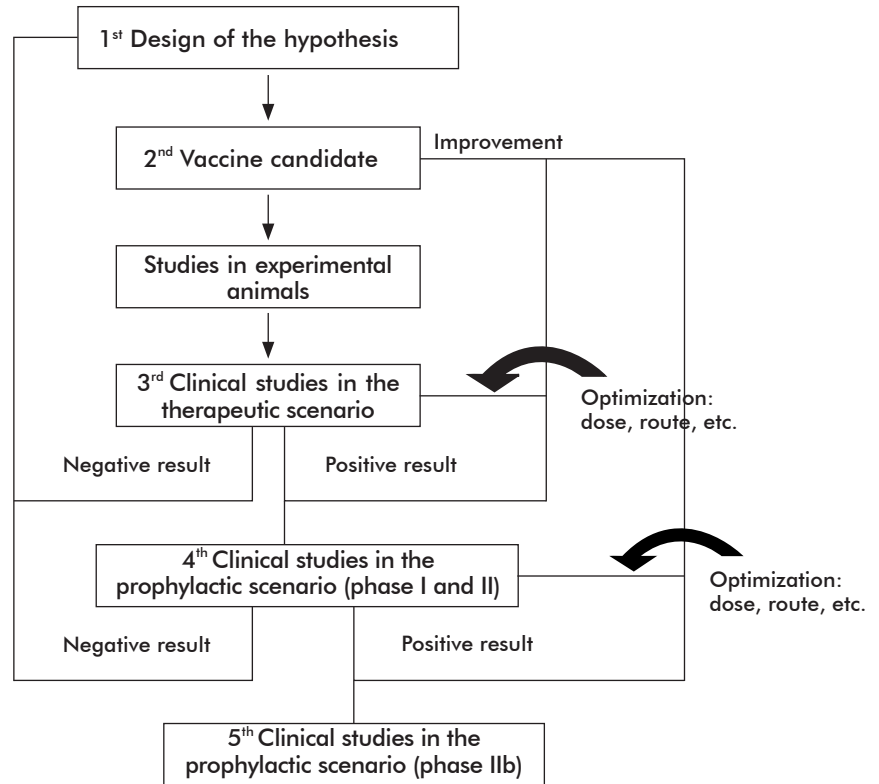 1st Design of the hypothesis
2nd Vaccine candidate
Improvement
Studies in experimental
animals
3rd Clinical studies in the
therapeutic scenario
Optimization:
dose, route, etc.
Negative result
Positive result
4th Clinical studies in the
prophylactic scenario (phase I and II)
Optimization:
dose, route, etc.
Negative result
Positive result
5th Clinical studies in the
prophylactic scenario (phase IIb)